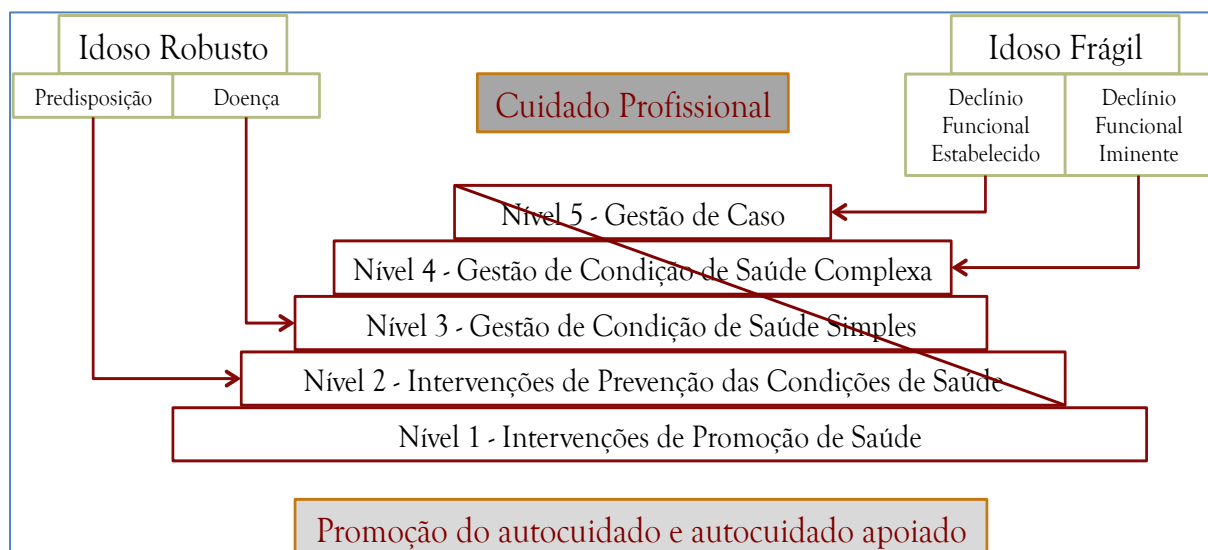 Idoso Robusto
Predisposição
Doença
Idoso Frágil
Declínio
Funcional
Estabelecido
Declínio
Funcional
Iminente
Cuidado Profissional
Nível 5 - Gestão de Caso
Nível 4 - Gestão de Condição de Saúde Complexa
Nível 3 - Gestão de Condição de Saúde Simples
Nível 2 - Intervenções de Prevenção das Condições de Saúde
Nível 1 - Intervenções de Promoção de Saúde
Promoção do autocuidado e autocuidado apoiado